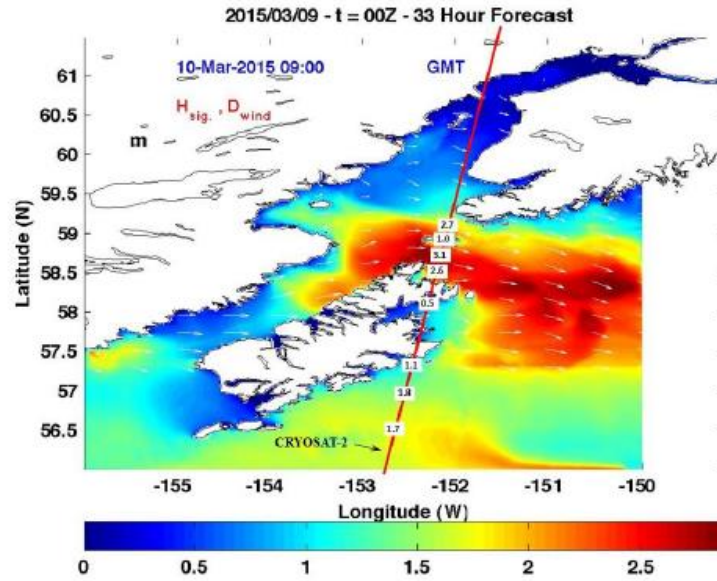 2015/03/09 - t = 00Z - 33 Hour Forecast
10-Mar-2015 09:00 GMT
H sig. , D wind
m
61
60.5
60
59.5
59
58.5
58
57.5
57
56.5
Latitude (N)
2.7
1.0
3.1
2.6
0.5
1.1
1.7
CRYOSAT-2
-155 -154 -153 -152 -151 -150
Longitude (W)
0 0.5 1 1.5 2 2.5